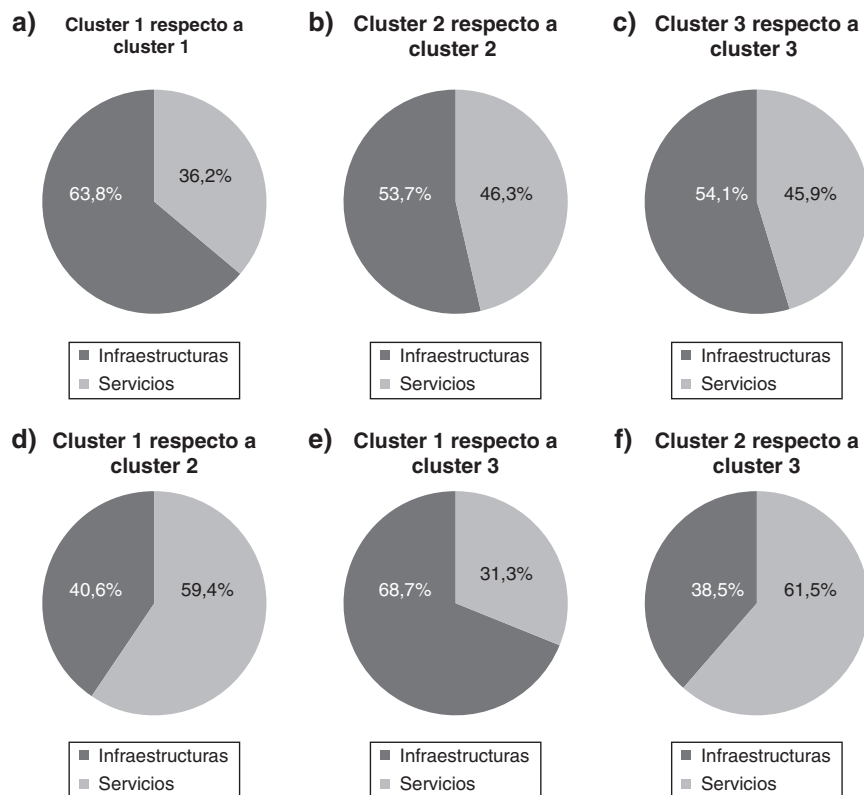 a) Cluster 1 respecto a
cluster 1
63,8%
36,2%
Infraestructuras
Servicios
b) Cluster 2 respecto a
cluster 2
53,7%
46,3%
Infraestructuras
Servicios
c) Cluster 3 respecto a
cluster 3
54,1%
45,9%
Infraestructuras
Servicios
d) Cluster 1 respecto a
cluster 2
40,6%
59,4%
Infraestructuras
Servicios
e) Cluster 1 respecto a
cluster 3
68,7%
31,3%
Infraestructuras
Servicios
f) Cluster 2 respecto a
cluster 3
38,5%
61,5%
Infraestructuras
Servicios